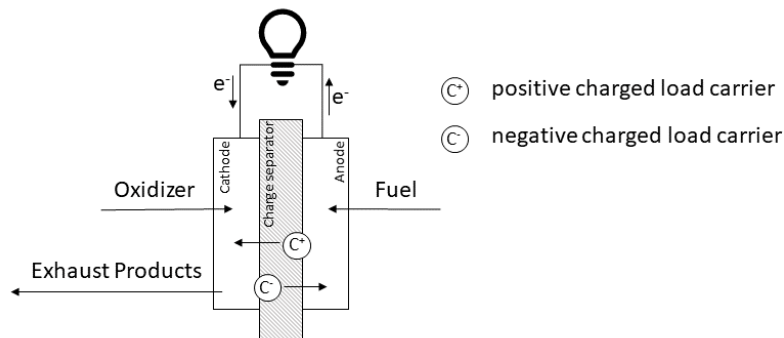 e-
e-
C+ positive charged load carrier
C- negative charged load carrier
Cathode
Charge separator
Anode
Oxidizer
Fuel
C+
Exhaust Products
C-